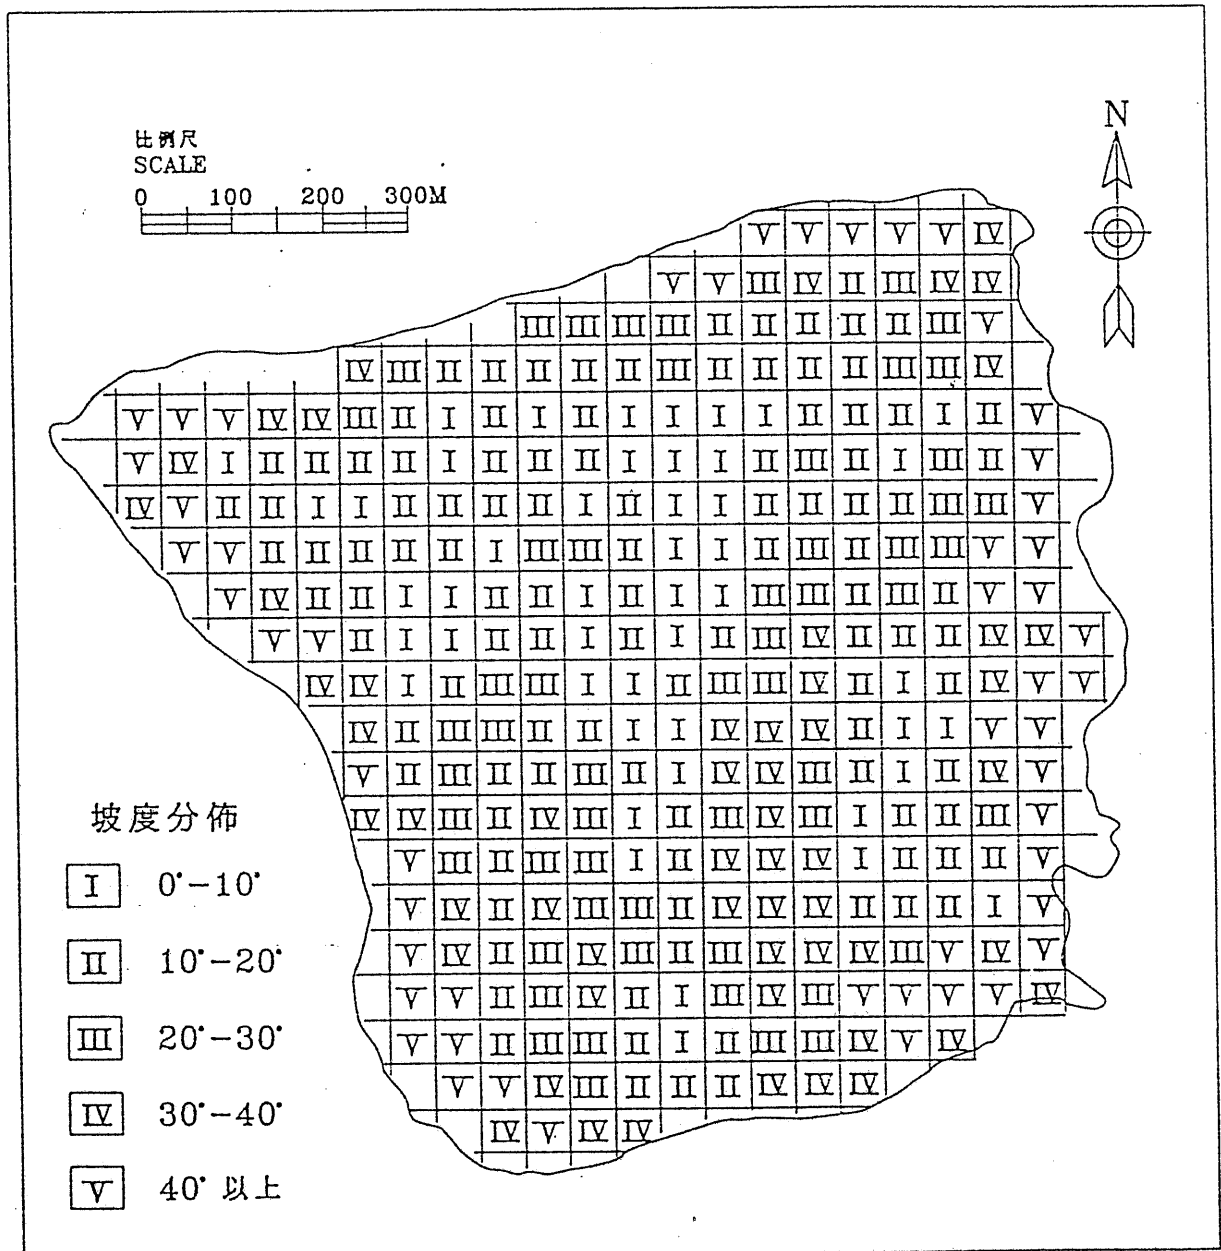 比例尺
SCALE
0 100 200 300M
N
V V V V V IV
V V III IV II III IV IV
III III III III II II II II II III V
IV III II II II II II III II II II II III III IV
V V V IV IV III II I II I II I I I I II II II I II V
V IV I II II II II I II II II I I I II III II I III II V
IV V II II I I II II II II I II I I II II II II III III V
V V II II II II II I III III II I I II III II III III V V
V IV II II I I II II I II I I III III II III II V V
V V II I I II II I II I II III IV II II II IV IV V
IV IV I II III III I I II III III IV II I II IV V V
IV II III III II II I I IV IV IV II I I V V
V II III II II III II I IV IV III II I II IV V
IV IV III II IV III I II III IV III I II II III V
V III II III III I II IV IV IV I II II II V
V IV II IV III III II IV IV IV II II II I V
V IV II III IV III II III IV IV IV III V IV V
V V II III IV II I III IV III V V V V IV
V V II III III II I II III III IV V IV
V V IV III II II II IV IV IV
IV V IV IV
坡度分佈
I 0°-10°
II 10°-20°
III 20°-30°
IV 30°-40°
V 40°以上